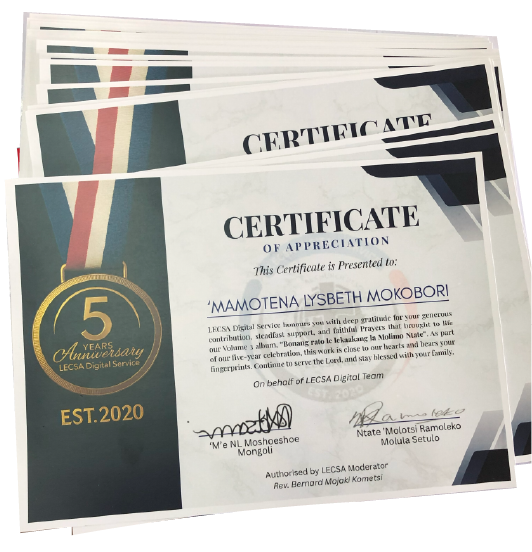 CERTIFICATE
CERTIFICATE
OF APPRECIATION
This Certificate is Presented to:
'MAMOTENA LYSBETH MOKOBORI
LECSA Digital Service honours you with deep gratitude for your generous
contribution, steadfast support, and faithful Prayers that brought to life
our Volume 3 album, "Bonang rato le lekaakang la Molimo Ntate". As part
of our five-year celebration, this work is close to our hearts and bears your
fingerprints. Continue to serve the Lord, and stay blessed with your family.
On behalf of LECSA Digital Team
'M'e NL Moshoeshoe
Mongoli
Ntate 'Molotsi Ramoleko
Molula Setulo
Authorised by LECSA Moderator
Rev. Bernard Majaki Kometsi
5
YEARS
Anniversary
LECSA Digital Service
EST.2020